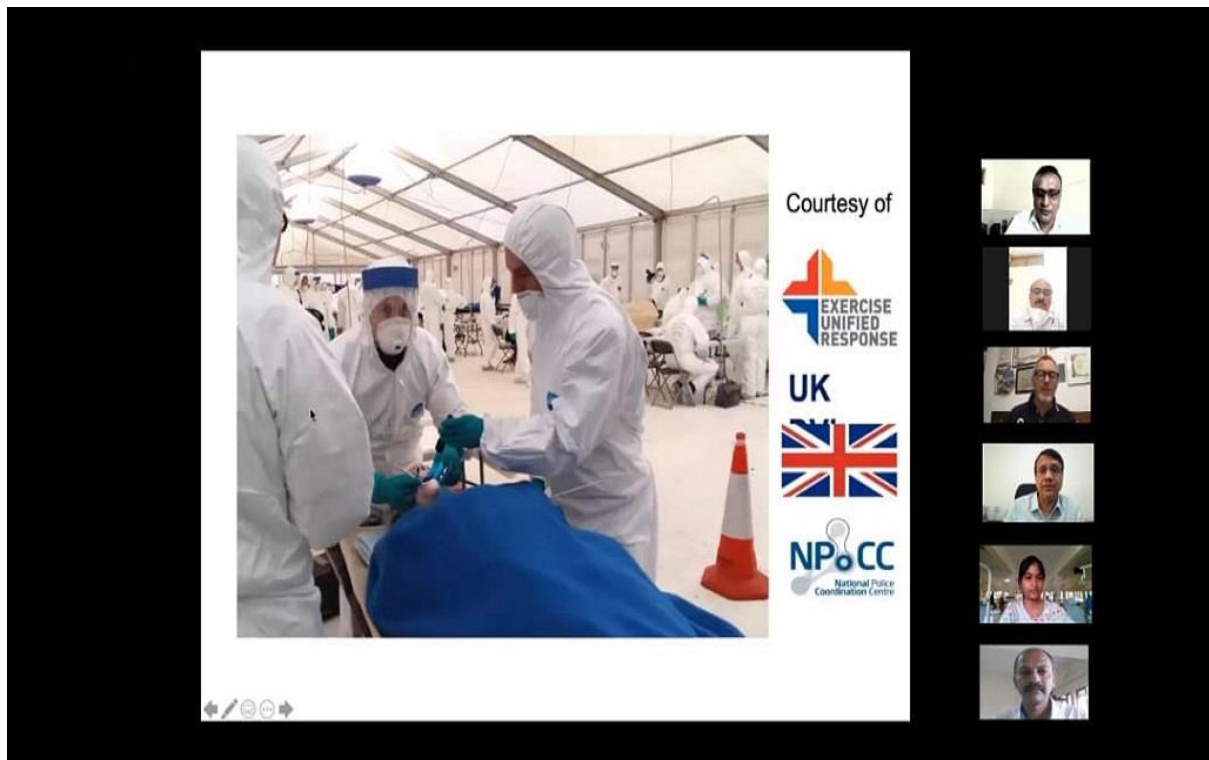 Courtesy of
EXERCISE
UNIFIED
RESPONSE
UK
NPoCC
National Police
Coordination Centre